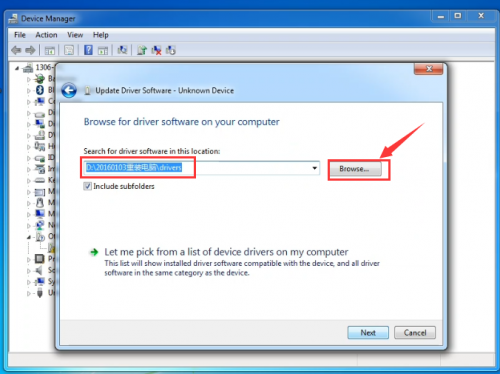 Device Manager
File Action View Help
1306-
Update Driver Software - Unknown Device
Browse for driver software on your computer
Search for driver software in this location:
D:\20160103重装电脑\drivers
Browse...
Include subfolders
Let me pick from a list of device drivers on my computer
This list will show installed driver software compatible with the device, and all driver
software in the same category as the device.
Next Cancel